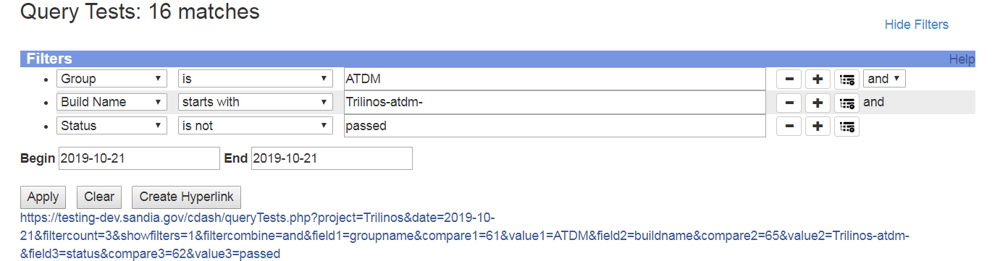 Query Tests: 16 matches
Hide Filters
Filters Help
Group is ATDM and
Build Name starts with Trilinos-atdm- and
Status is not passed
Begin 2019-10-21 End 2019-10-21
Apply Clear Create Hyperlink
https://testing-dev.sandia.gov/cdash/queryTests.php?project=Trilinos&date=2019-10-
21&filtercount=3&showfilters=1&filtercombine=and&field1=groupname&compare1=61&value1=ATDM&field2=buildname&compare2=65&value2=Trilinos-atdm-
&field3=status&compare3=62&value3=passed